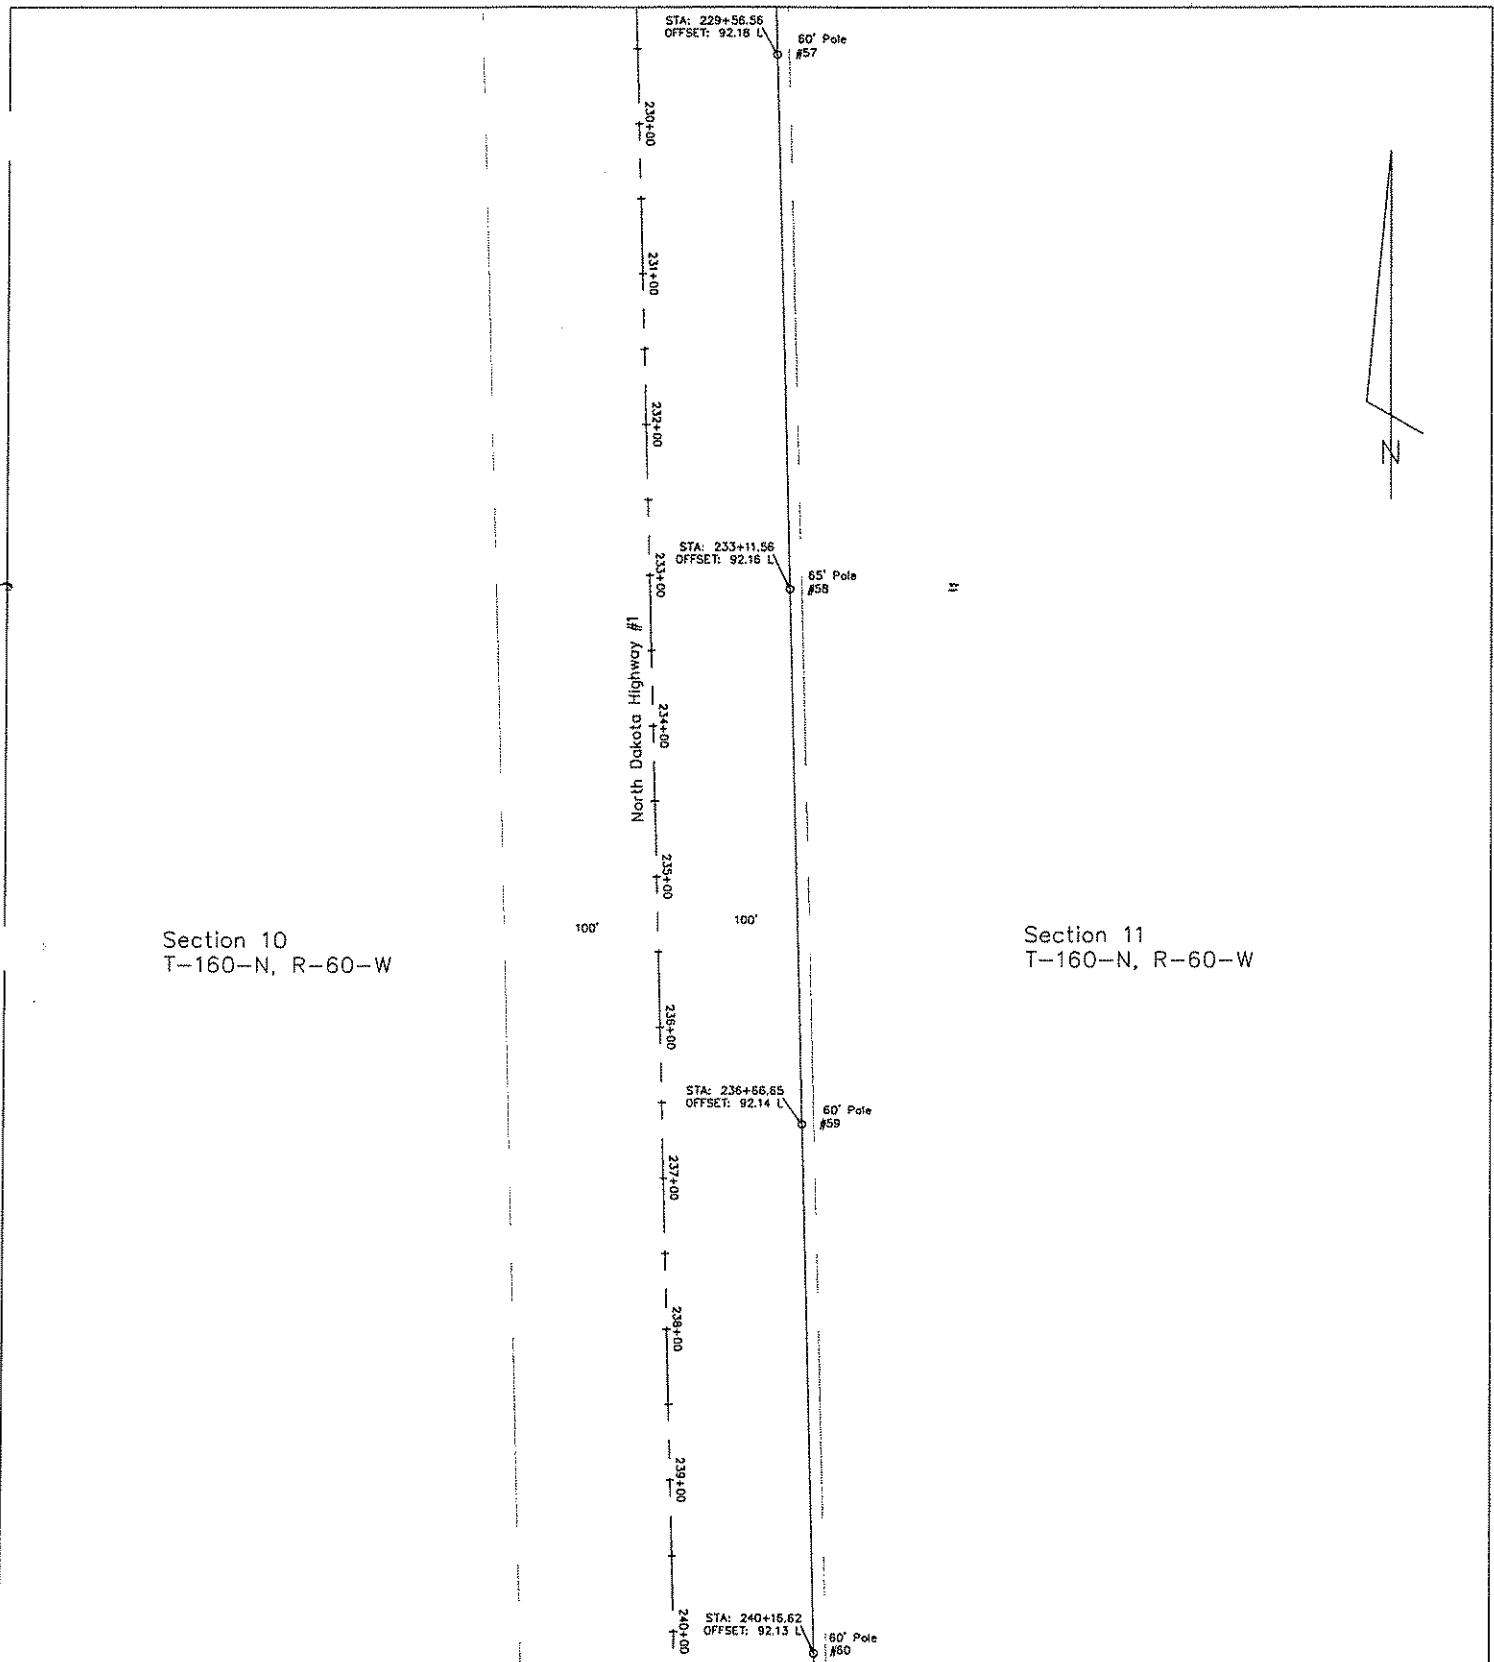 STA: 229+56.56
OFFSET: 92.18 L
60' Pole
#57
230+00
231+00
232+00
STA: 233+11.56
OFFSET: 92.16 L
65' Pole
#58
233+00
North Dakota Highway #1
234+00
235+00
100'
100'
Section 10
T-160-N, R-60-W
Section 11
T-160-N, R-60-W
236+00
STA: 236+66.65
OFFSET: 92.14 L
60' Pole
#59
237+00
238+00
239+00
240+00
STA: 240+16.62
OFFSET: 92.13 L
60' Pole
#60
N